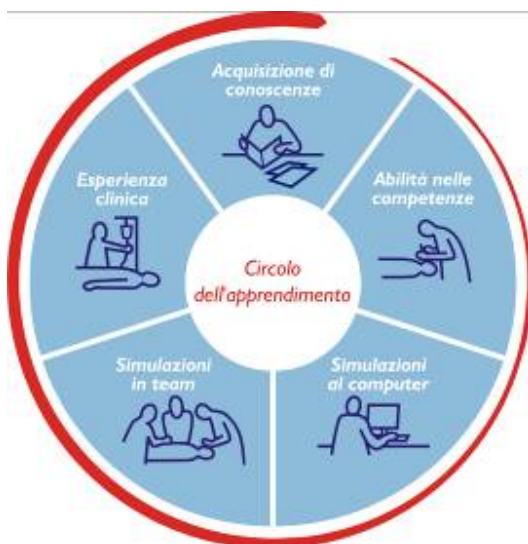 Acquisizione di
conoscenze
Abilità nelle
competenze
Simulazioni
al computer
Simulazioni
in team
Esperienza
clinica
Circolo
dell'apprendimento